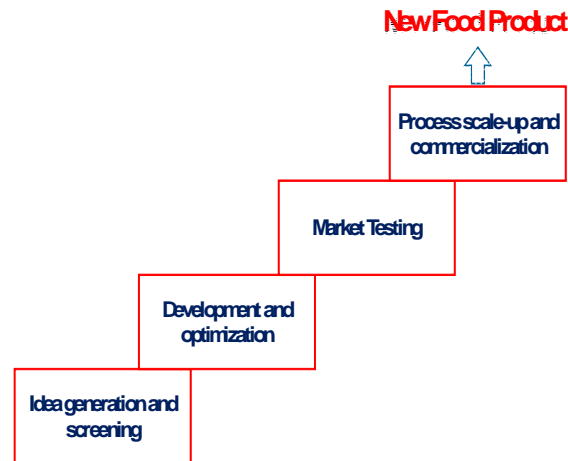 New Food Product
Process scale-up and
commercialization
Market Testing
Development and
optimization
Idea generation and
screening